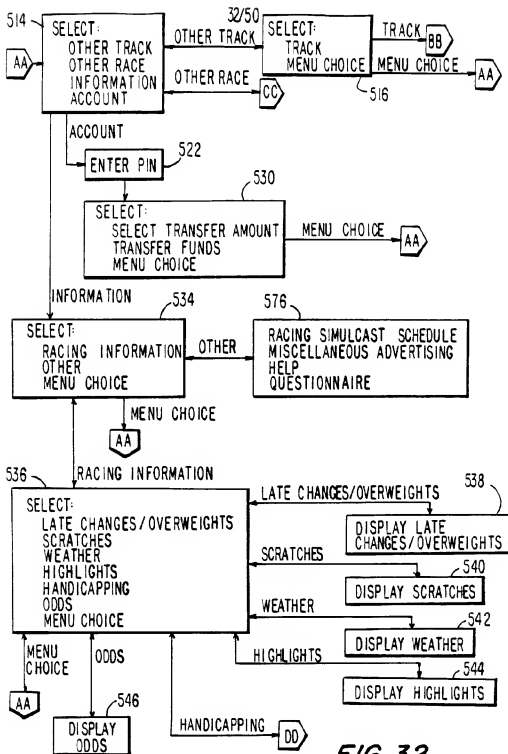 514
SELECT:
OTHER TRACK
OTHER RACE
INFORMATION
ACCOUNT
AA
OTHER TRACK
32/50
SELECT:
TRACK
MENU CHOICE
516
TRACK
BB
MENU CHOICE
AA
OTHER RACE
CC
ACCOUNT
522
ENTER PIN
530
SELECT:
SELECT TRANSFER AMOUNT
TRANSFER FUNDS
MENU CHOICE
MENU CHOICE
AA
INFORMATION
534
SELECT:
RACING INFORMATION
OTHER
MENU CHOICE
OTHER
576
RACING SIMULCAST SCHEDULE
MISCELLANEOUS ADVERTISING
HELP
QUESTIONNAIRE
MENU CHOICE
AA
RACING INFORMATION
536
SELECT:
LATE CHANGES/OVERWEIGHTS
SCRATCHES
WEATHER
HIGHLIGHTS
HANDICAPPING
ODDS
MENU CHOICE
LATE CHANGES/OVERWEIGHTS
538
DISPLAY LATE
CHANGES/OVERWEIGHTS
SCRATCHES
540
DISPLAY SCRATCHES
WEATHER
542
DISPLAY WEATHER
HIGHLIGHTS
544
DISPLAY HIGHLIGHTS
MENU
CHOICE
AA
ODDS
546
DISPLAY
ODDS
HANDICAPPING
DD
FIG. 32